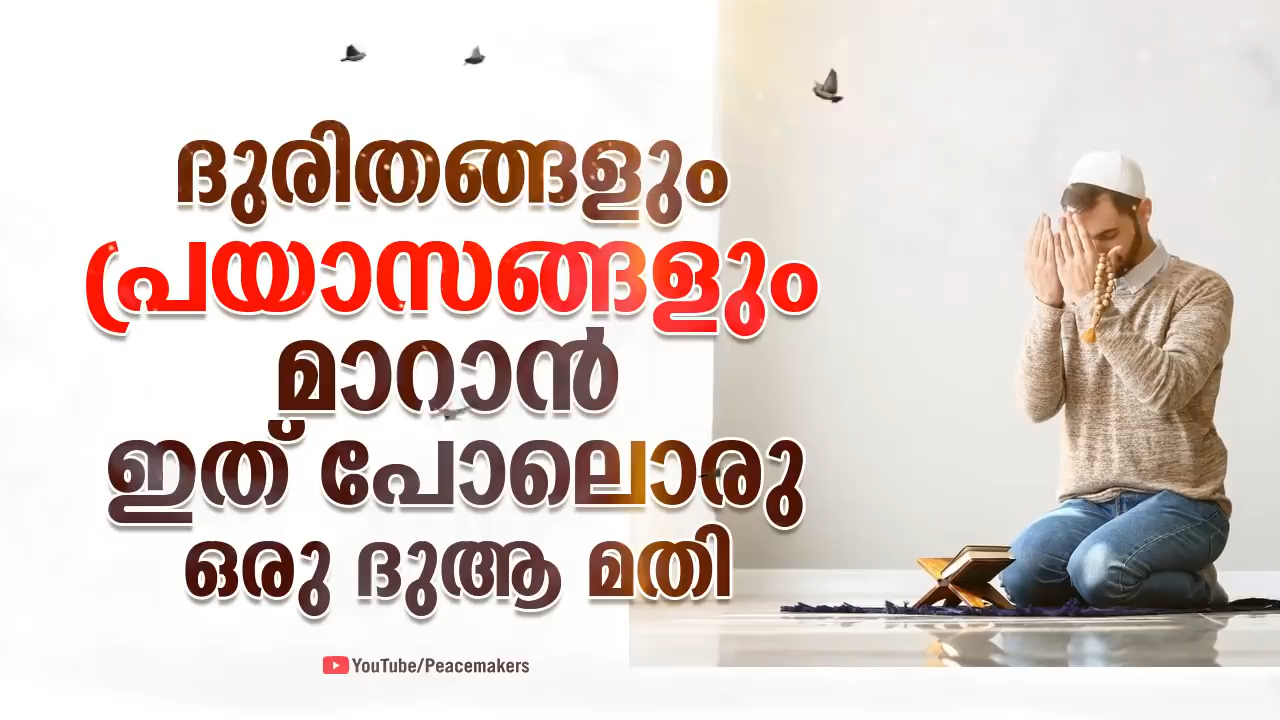 ദുരിതങ്ങളും
പ്രയാസങ്ങളും
മാറാൻ
ഇത് പോലൊരു
ഒരു ദുആ മതി
YouTube/Peacemakers